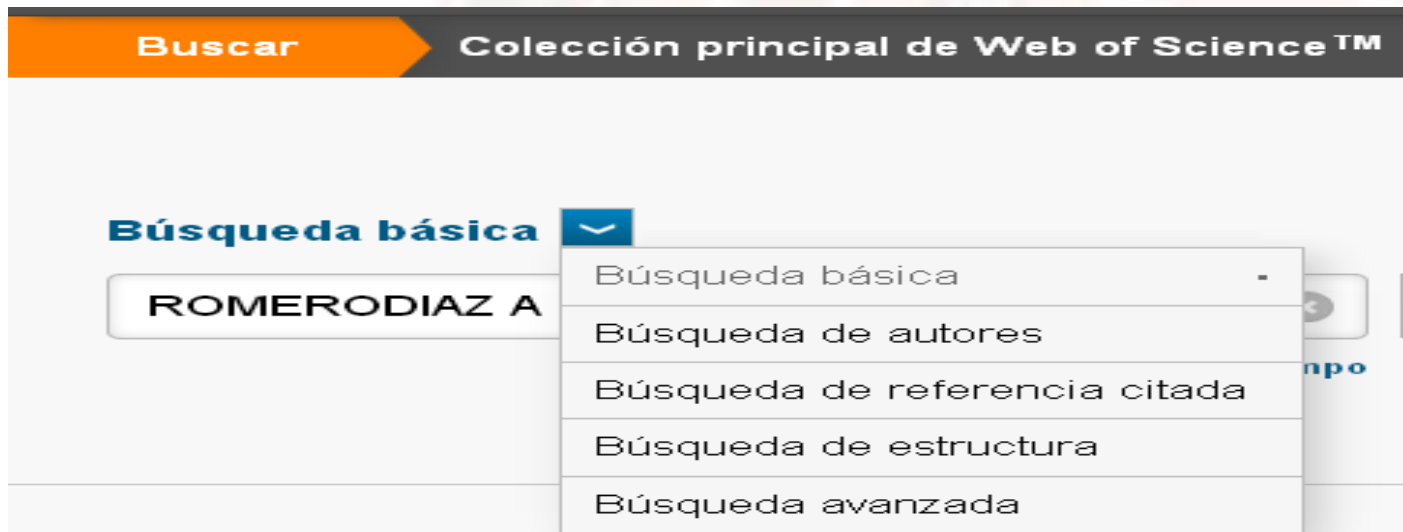 Buscar Colección principal de Web of Science™
Búsqueda básica
ROMERODIAZ A
Búsqueda básica
Búsqueda de autores
Búsqueda de referencia citada
Búsqueda de estructura
Búsqueda avanzada